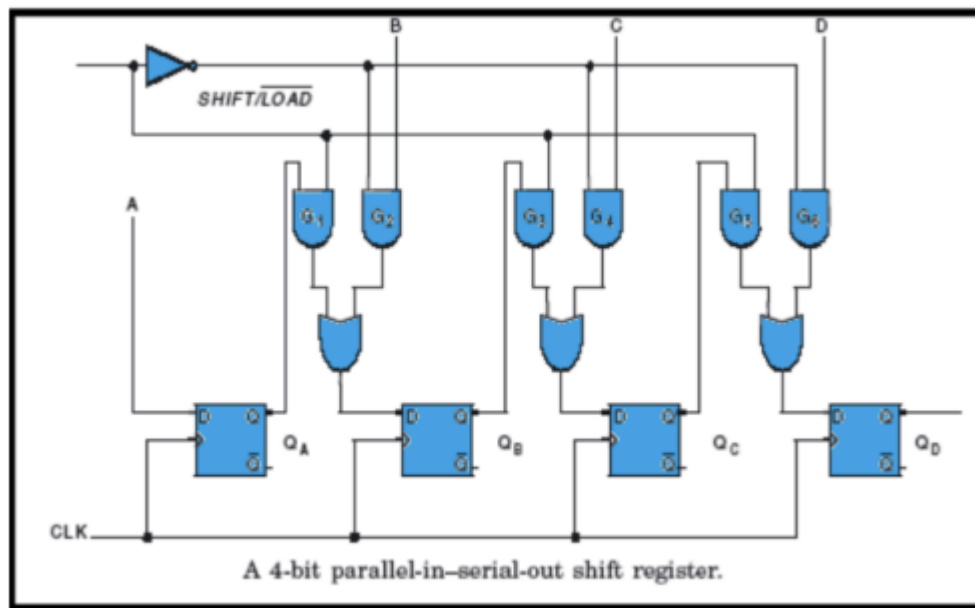 B C D
SHIFT/LOAD
A G1 G2 G3 G4 G5 G6
D Q D Q D Q D Q
QA QB QC QD
Q Q Q Q
CLK
A 4-bit parallel-in–serial-out shift register.